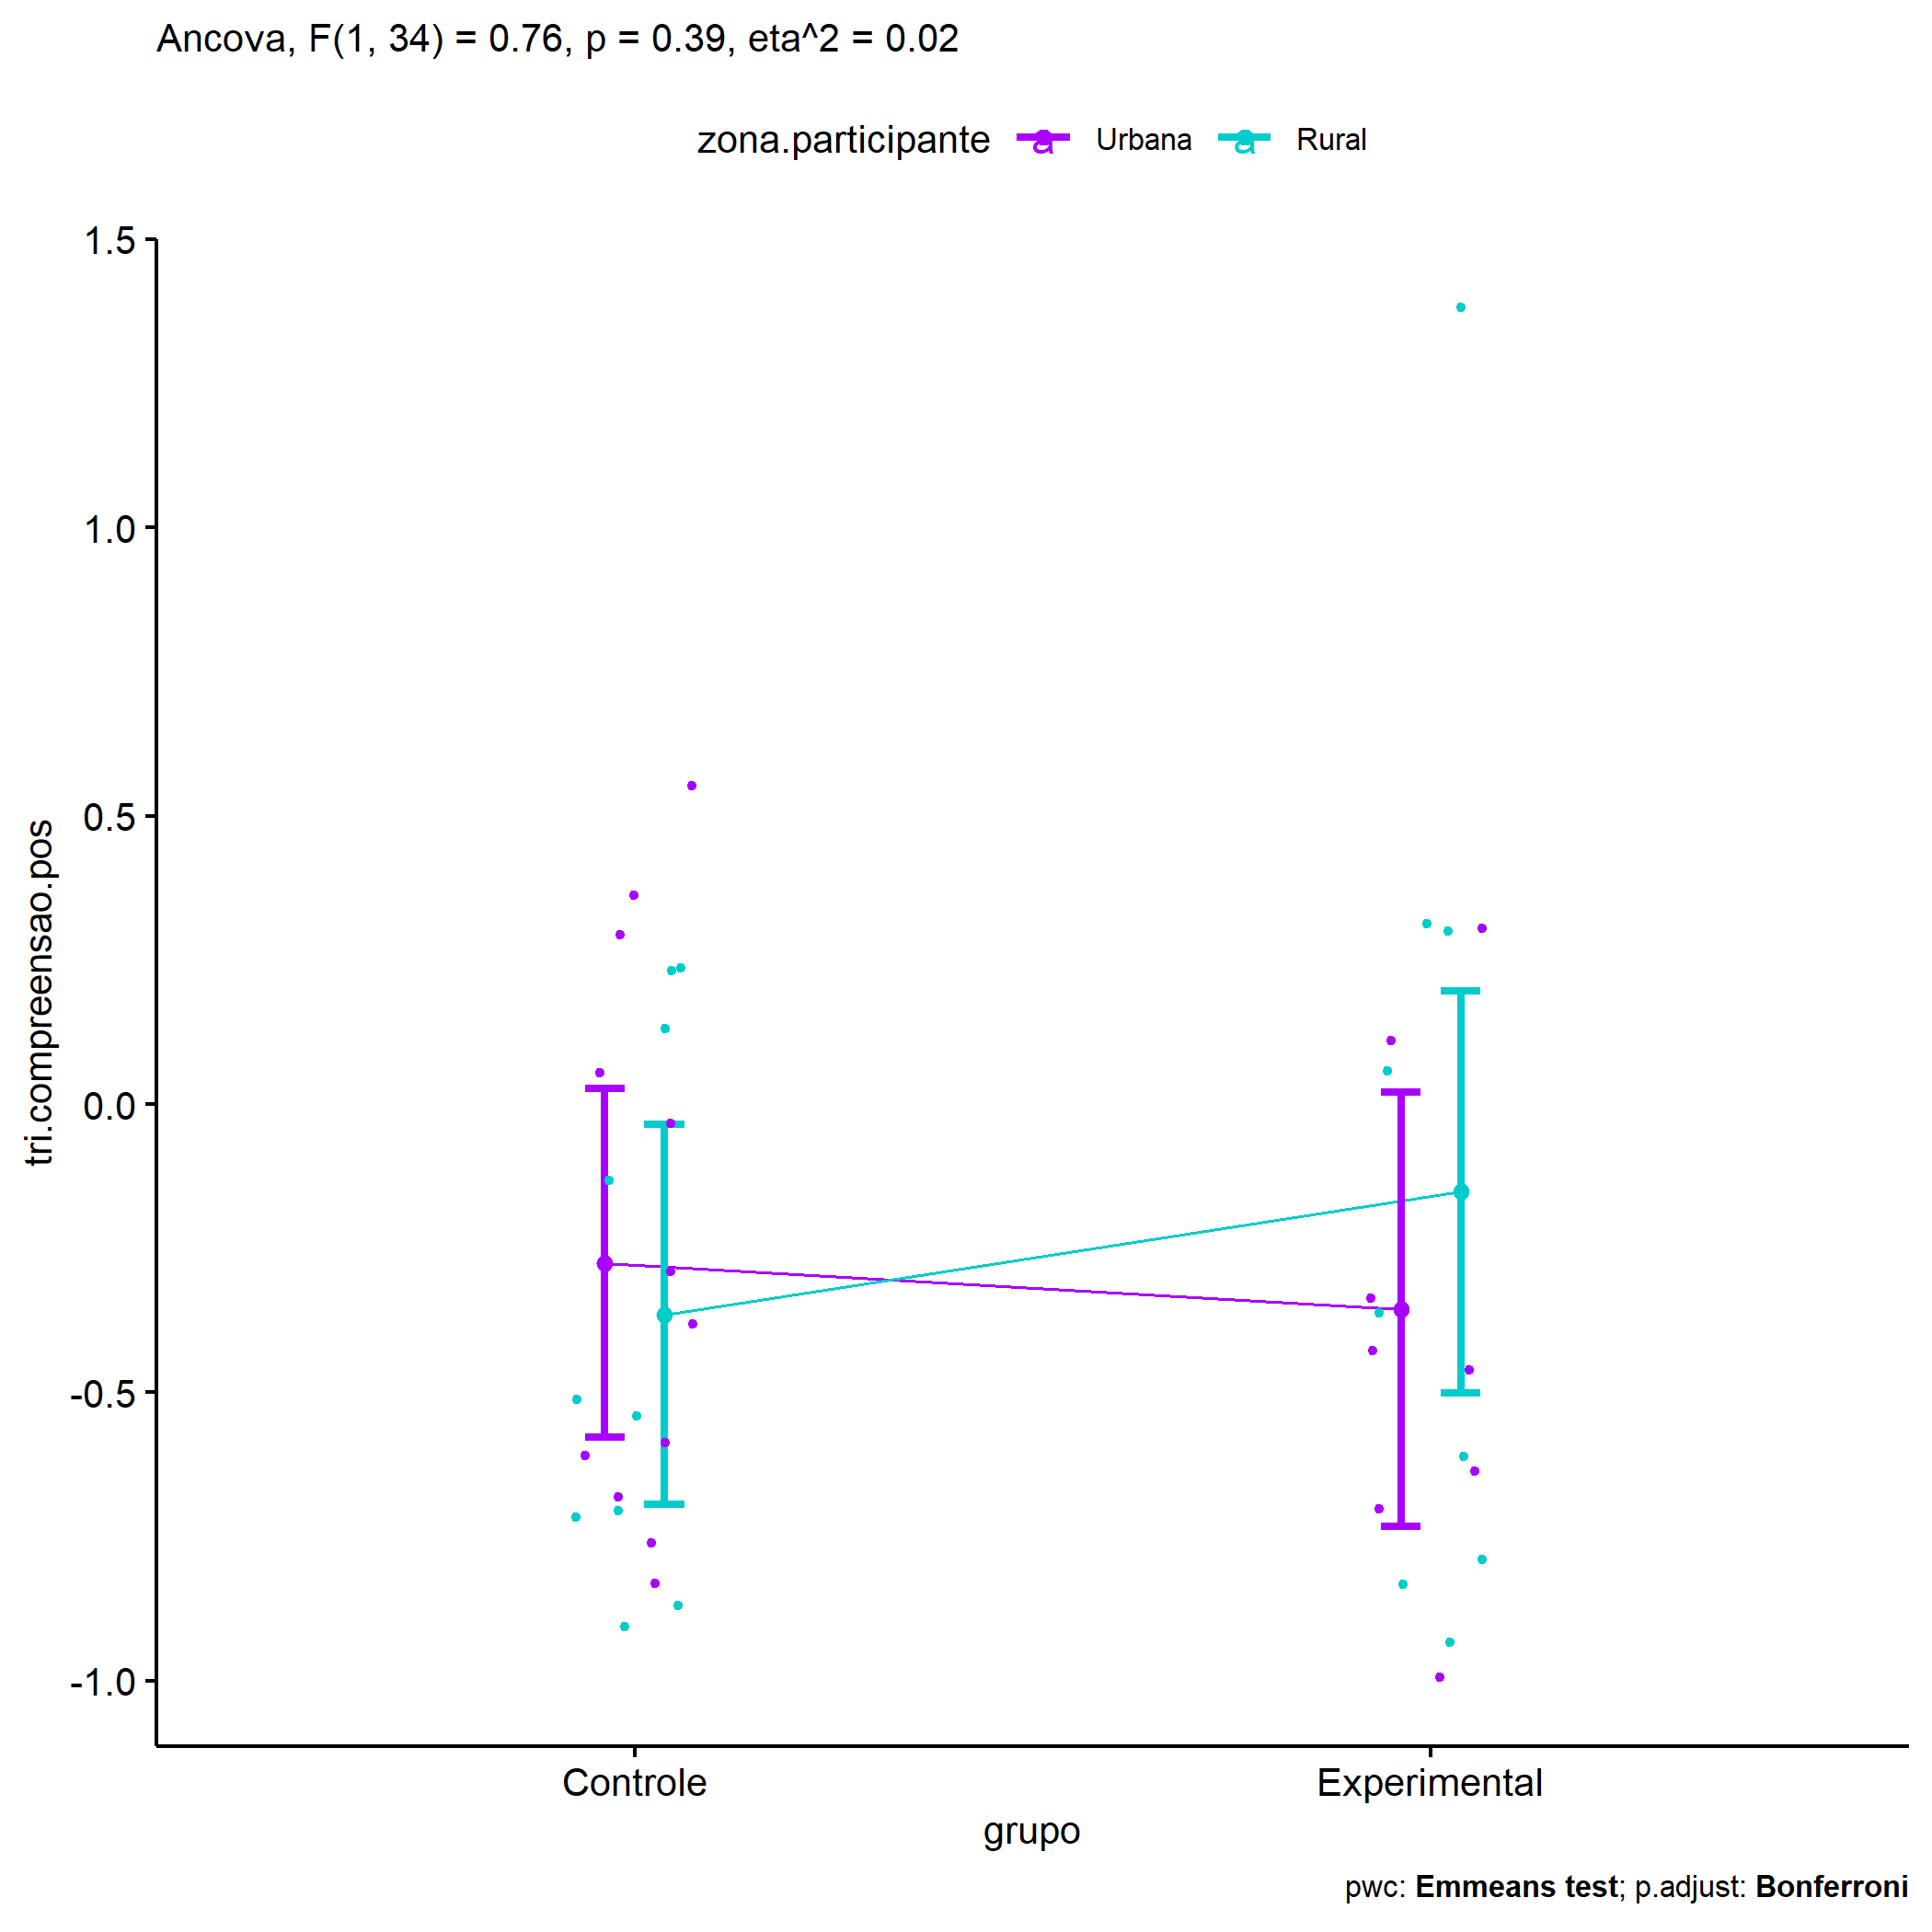 Ancova, F(1, 34) = 0.76, p = 0.39, eta^2 = 0.02
zona.participante a Urbana a Rural
1.5
1.0
0.5
0.0
-0.5
-1.0
tri.compreensao.pos
Controle Experimental
grupo
pwc: Emmeans test; p.adjust: Bonferroni